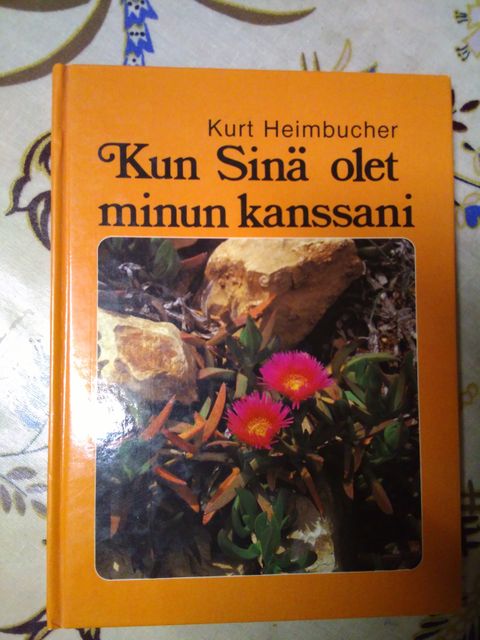 Kurt Heimbucher
Kun Sinä olet
minun kanssani